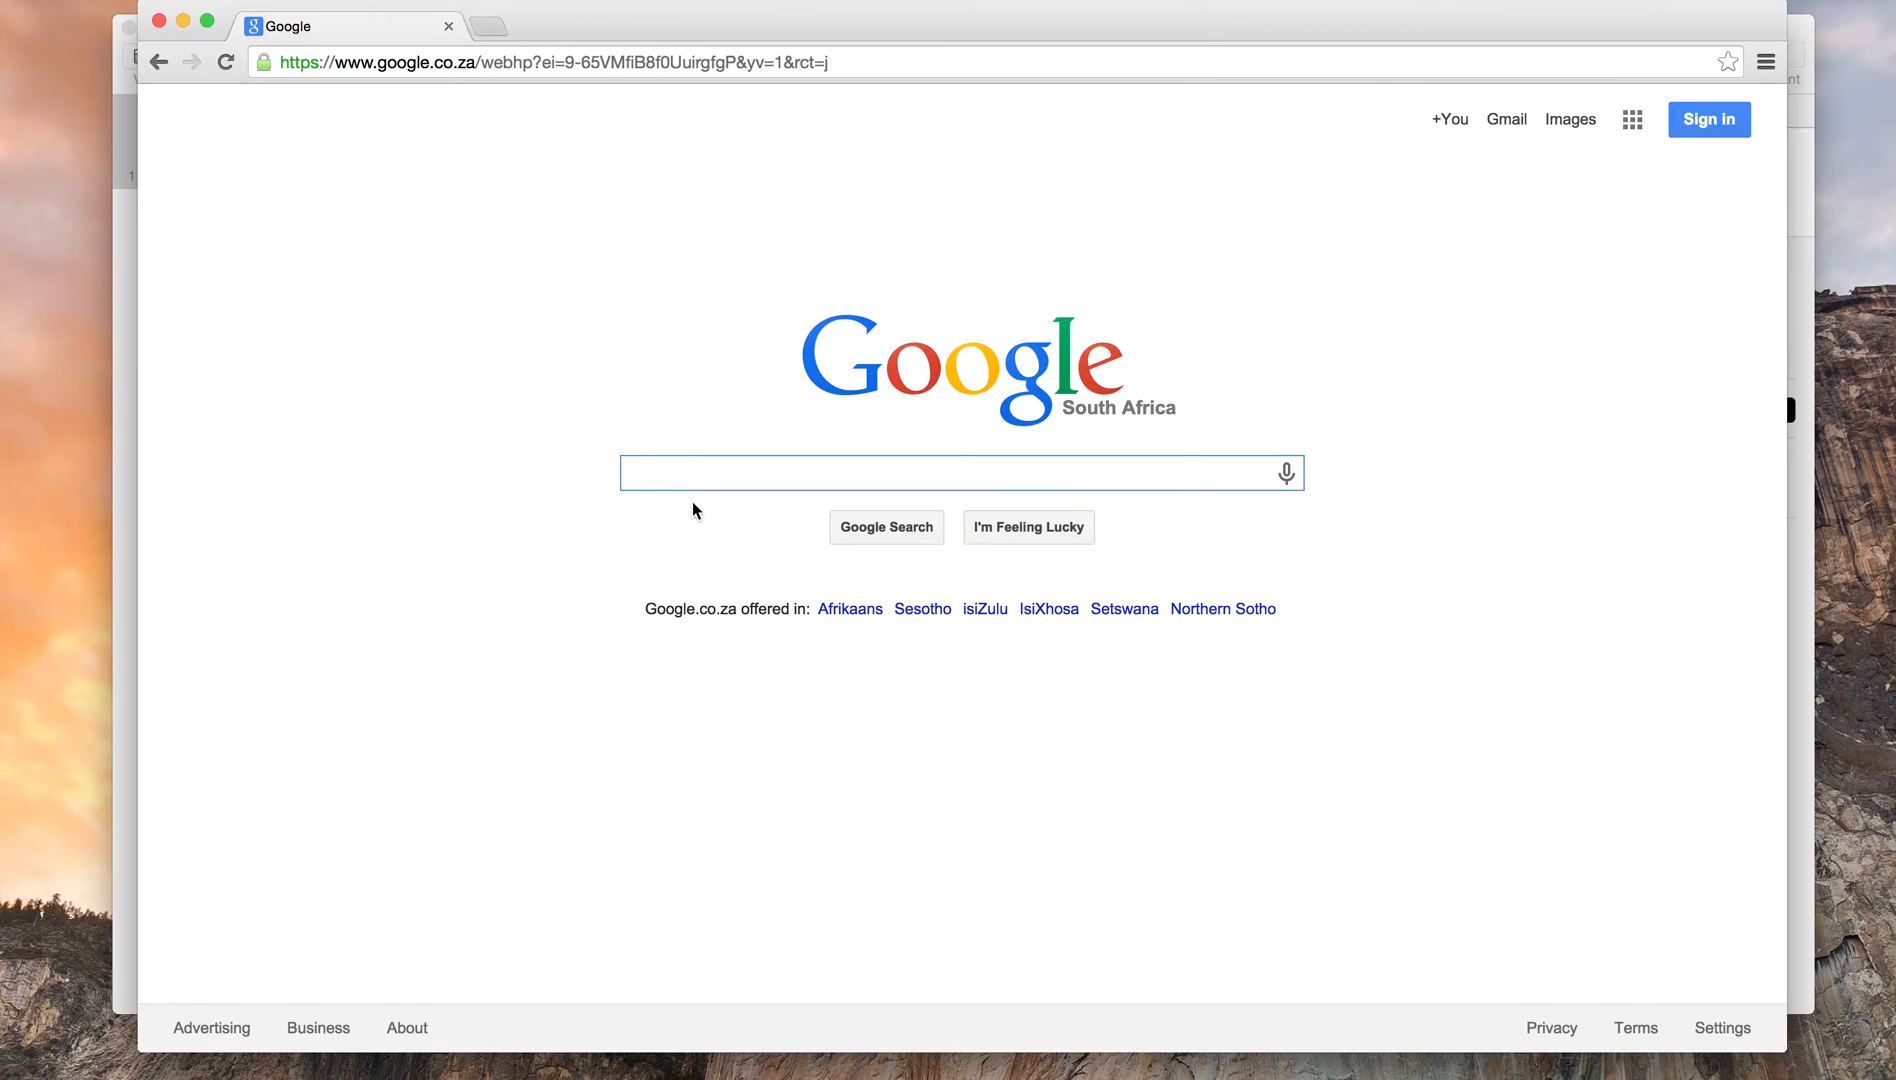 Google
https://www.google.co.za/webhp?ei=9-65VMfiB8f0UuirgfgP&yv=1&rct=j
nt
+You Gmail Images Sign in
1
Google
South Africa
Google Search I'm Feeling Lucky
Google.co.za offered in: Afrikaans Sesotho isiZulu IsiXhosa Setswana Northern Sotho
Advertising Business About Privacy Terms Settings